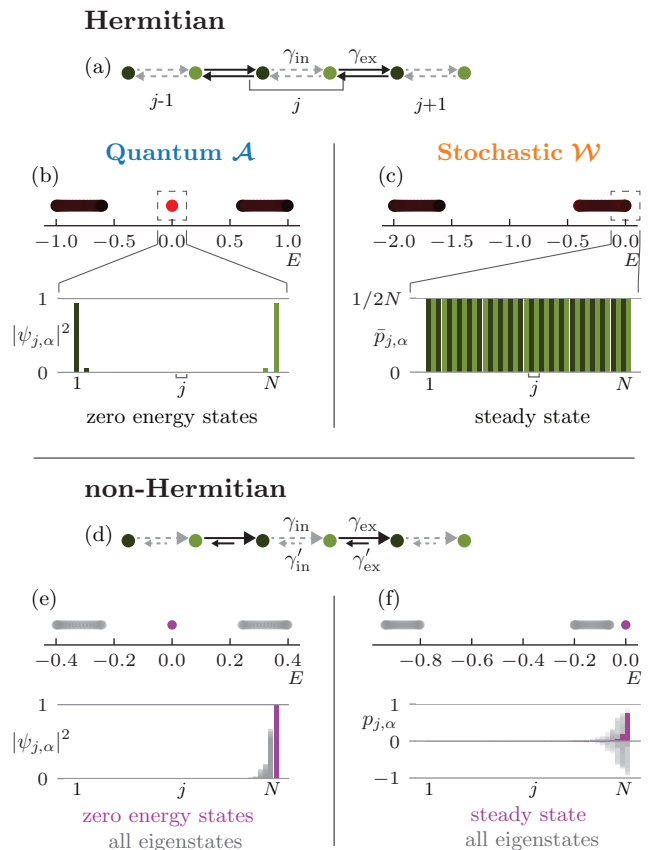 Hermitian
(a)
γin γex
j-1 j j+1
Quantum 𝒜 Stochastic 𝒲
(b) (c)
−1.0 −0.5 0.0 0.5 1.0
E
−2.0 −1.5 −1.0 −0.5 0.0
E
1
|ψj,α|²
0
1 j N
zero energy states
1/2N
p̄j,α
0
1 j N
steady state
non-Hermitian
(d)
γin γex
γ′in γ′ex
(e) (f)
−0.4 −0.2 0.0 0.2 0.4
E
−0.8 −0.6 −0.4 −0.2 0.0
E
1
|ψj,α|²
0
1 j N
zero energy states
all eigenstates
1
pj,α
0
−1
1 j N
steady state
all eigenstates